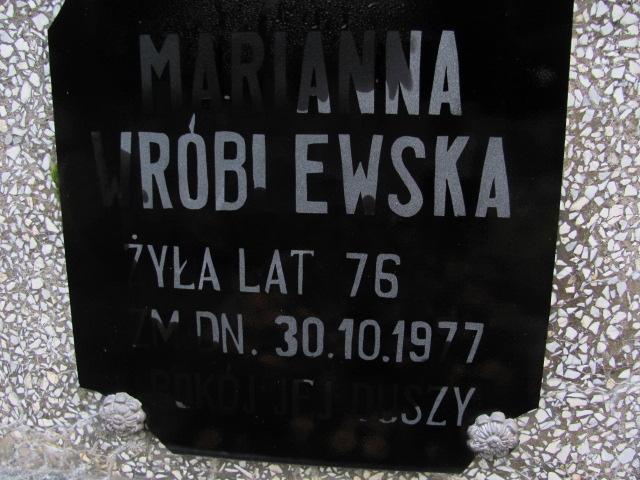 MARIANNA
WRÓBLEWSKA
ŻYŁA LAT 76
ZM. DN. 30.10.1977
POKÓJ JEJ DUSZY